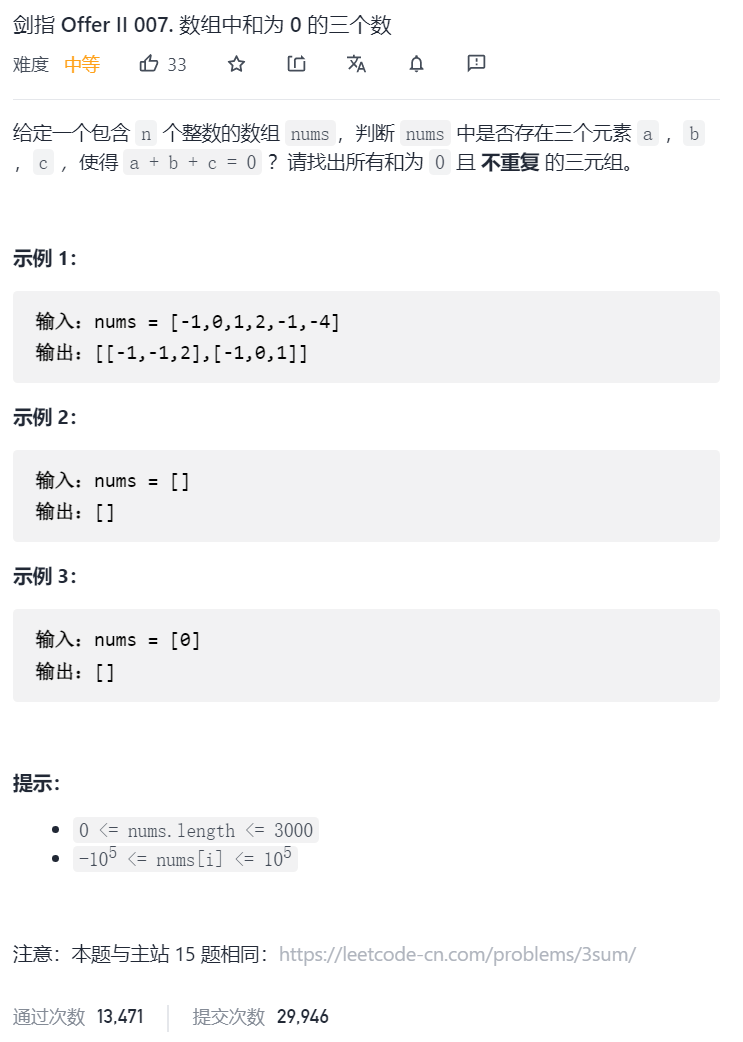 剑指 Offer II 007. 数组中和为 0 的三个数
难度 中等 33
给定一个包含 n 个整数的数组 nums，判断 nums 中是否存在三个元素 a ，b
，c ，使得 a + b + c = 0 ？请找出所有和为 0 且 不重复 的三元组。
示例 1：
输入：nums = [-1,0,1,2,-1,-4]
输出：[[-1,-1,2],[-1,0,1]]
示例 2：
输入：nums = []
输出：[]
示例 3：
输入：nums = [0]
输出：[]
提示：
• 0 <= nums.length <= 3000
• -10⁵ <= nums[i] <= 10⁵
注意：本题与主站 15 题相同：https://leetcode-cn.com/problems/3sum/
通过次数 13,471 提交次数 29,946